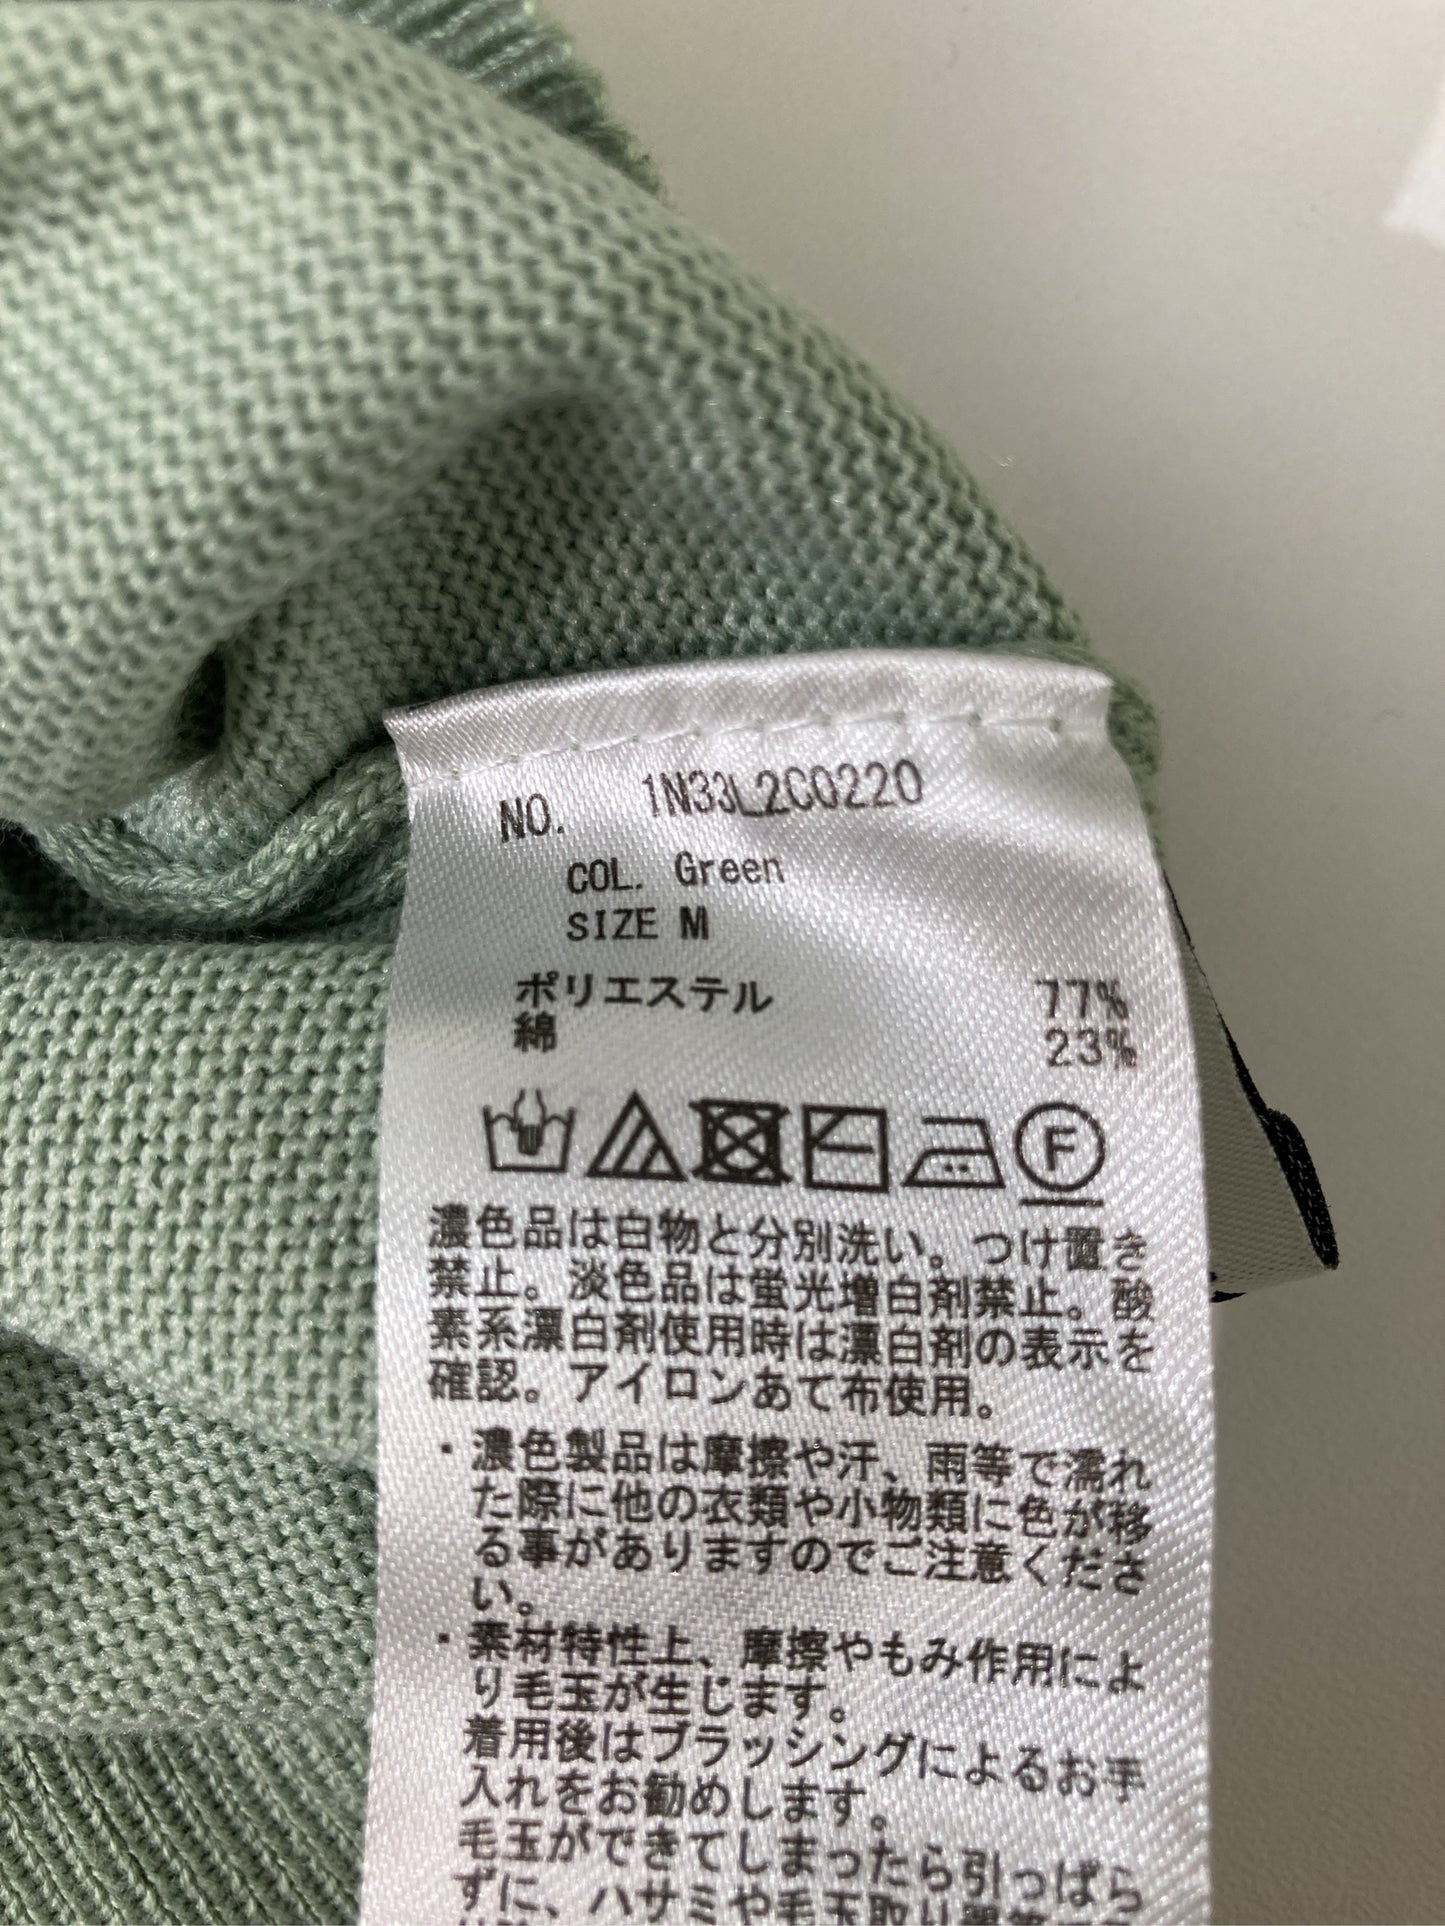 NO. 1N33L2C0220
COL. Green
SIZE M
ポリエステル 77%
綿 23%
F
濃色品は白物と分別洗い。つけ置き
禁止。淡色品は蛍光増白剤禁止。酸
素系漂白剤使用時は漂白剤の表示を
確認。アイロンあて布使用。
・濃色製品は摩擦や汗、雨等で濡れ
た際に他の衣類や小物類に色が移
る事がありますのでご注意くださ
い。
・素材特性上、摩擦やもみ作用によ
り毛玉が生じます。
着用後はブラッシングによるお手
入れをお勧めします。
毛玉ができてしまったら引っぱら
ずに、ハサミや毛玉取り